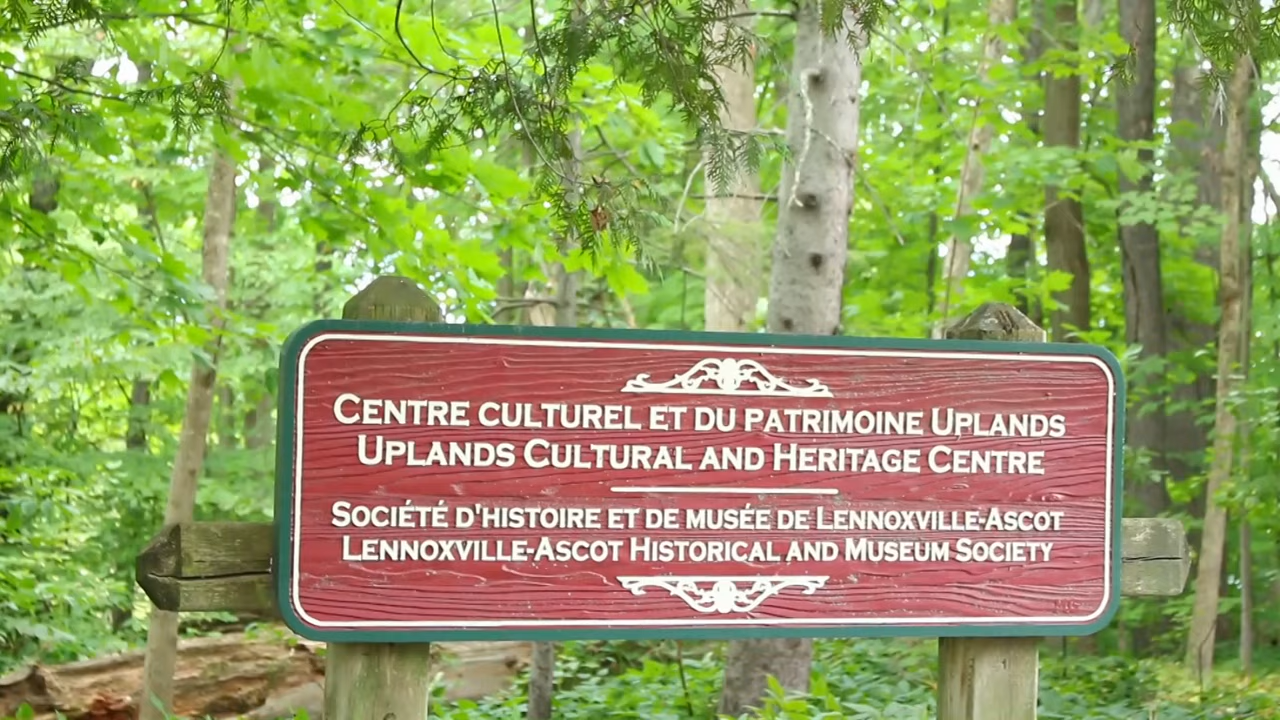 CENTRE CULTUREL ET DU PATRIMOINE UPLANDS
UPLANDS CULTURAL AND HERITAGE CENTRE
SOCIÉTÉ D'HISTOIRE ET DE MUSÉE DE LENNOXVILLE-ASCOT
LENNOXVILLE-ASCOT HISTORICAL AND MUSEUM SOCIETY